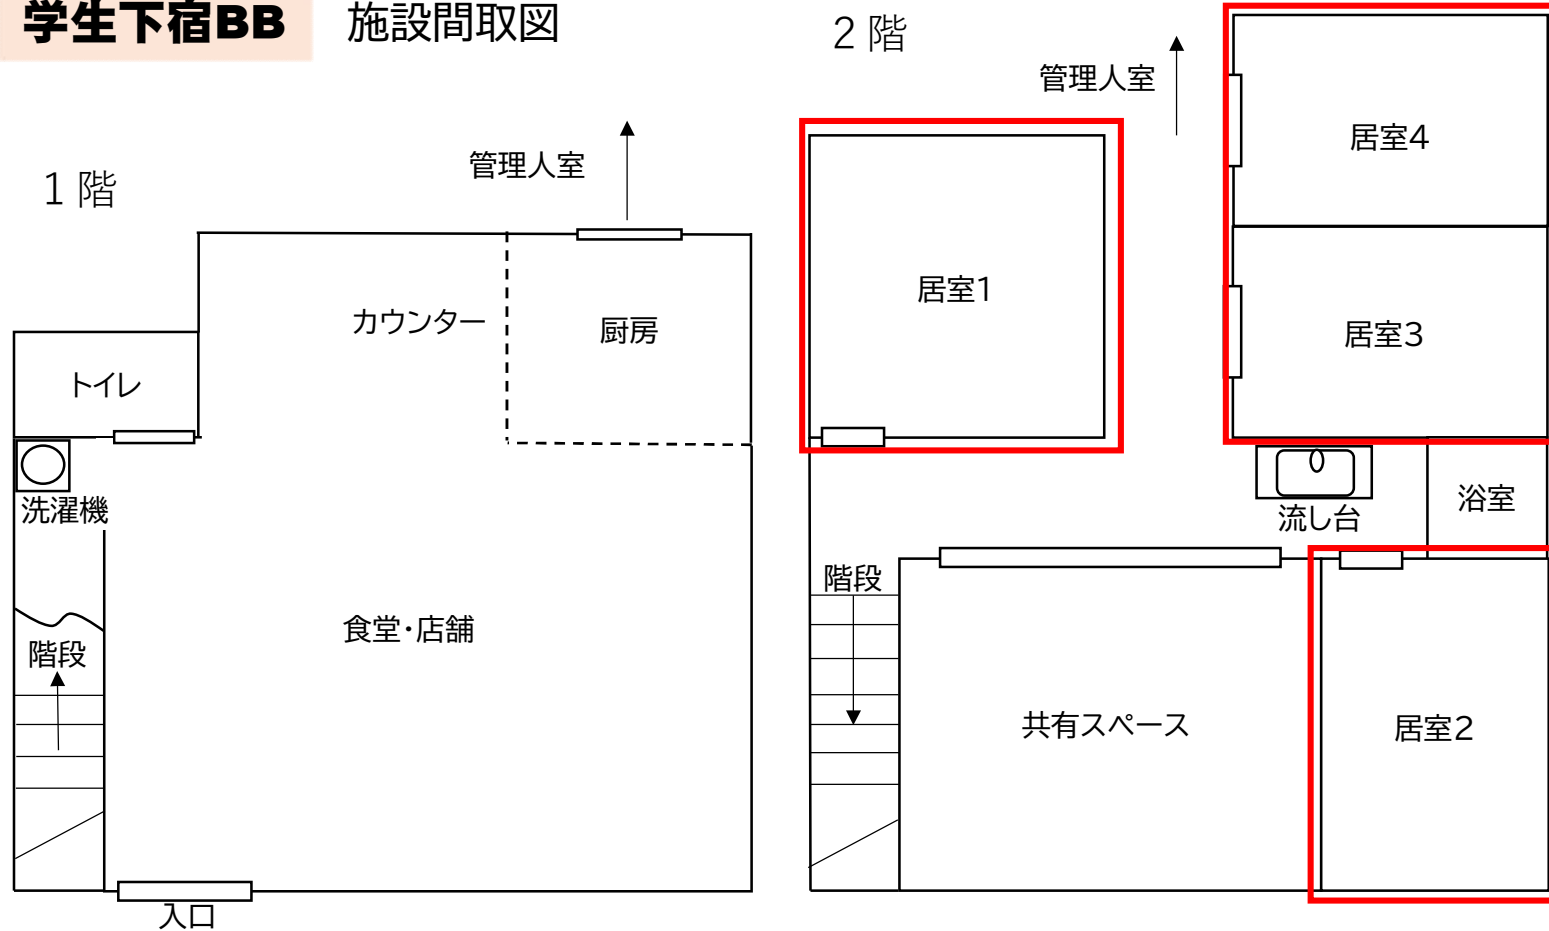 学生下宿BB 施設間取図
1階
管理人室
カウンター
厨房
トイレ
洗濯機
階段
食堂・店舗
入口
2階
管理人室
居室4
居室1
居室3
流し台
浴室
階段
共有スペース
居室2